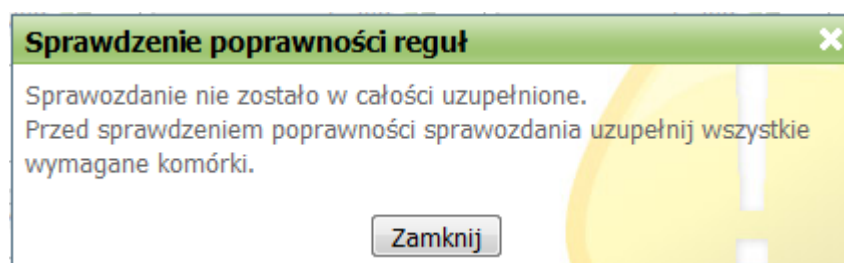 Sprawdzenie poprawności reguł
Sprawozdanie nie zostało w całości uzupełnione.
Przed sprawdzeniem poprawności sprawozdania uzupełnij wszystkie
wymagane komórki.
Zamknij